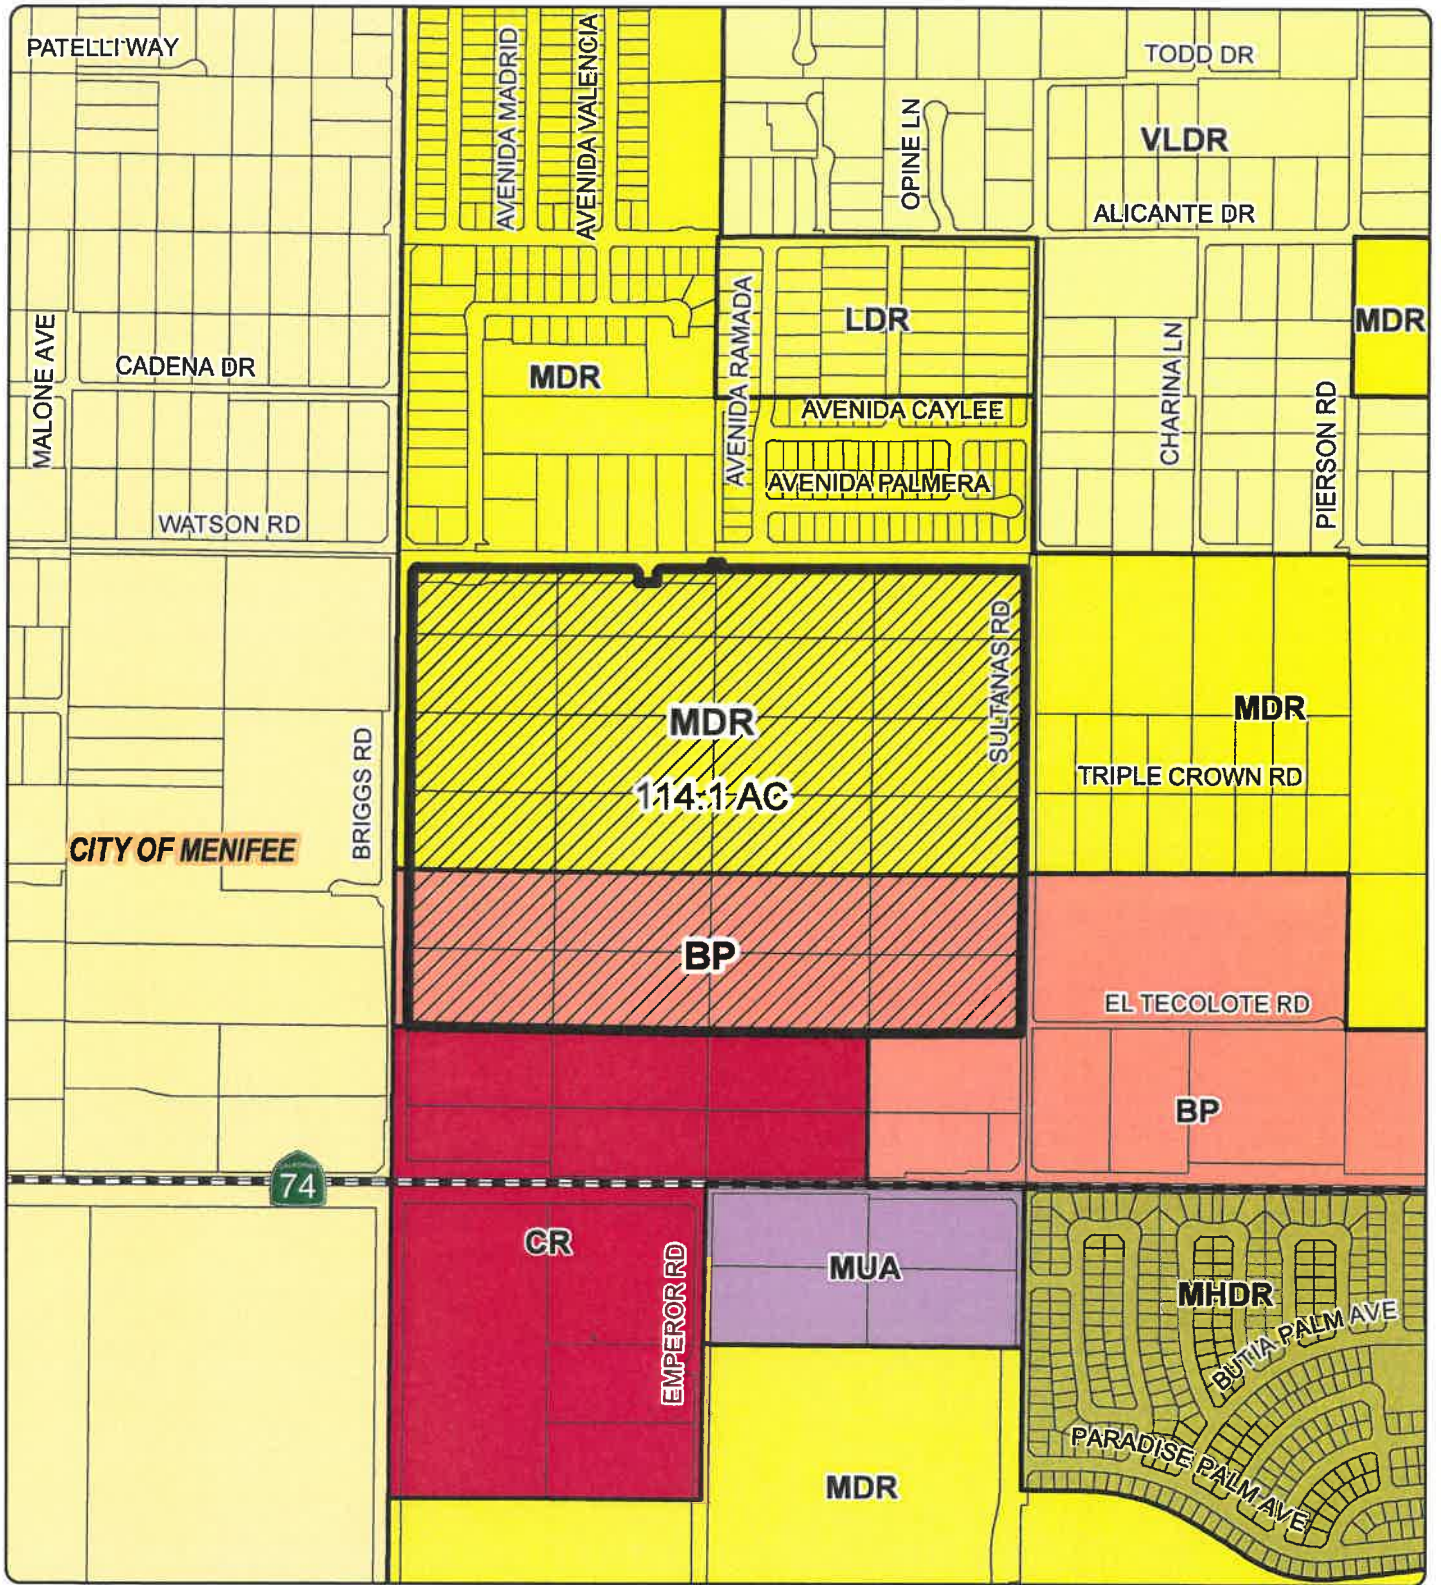 PATELLI WAY
AVENIDA MADRID
AVENIDA VALENCIA
TODD DR
OPINE LN
VLDR
ALICANTE DR
MALONE AVE
CADENA DR
MDR
AVENIDA RAMADA
LDR
CHARINA LN
MDR
PIERSON RD
AVENIDA CAYLEE
AVENIDA PALMERA
WATSON RD
SULTANAS RD
MDR
114.1 AC
MDR
TRIPLE CROWN RD
BRIGGS RD
CITY OF MENIFEE
BP
EL TECOLOTE RD
BP
CALIFORNIA
74
CR
EMPEROR RD
MUA
MHDR
BUTIA PALM AVE
PARADISE PALM AVE
MDR